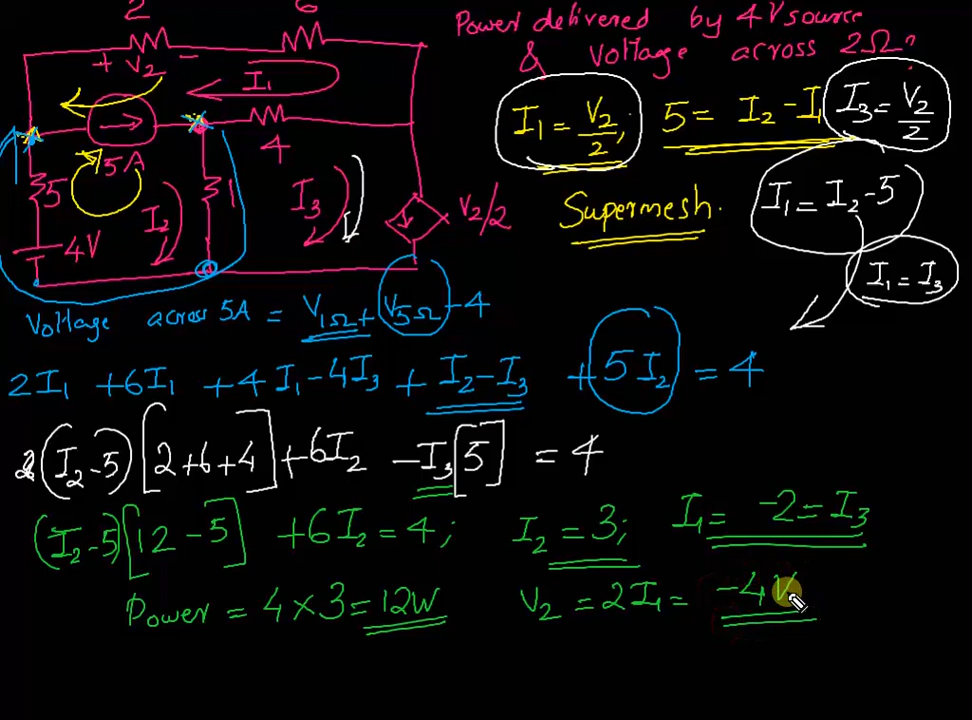 Power delivered by 4V source
& Voltage across 2Ω?
2
6
+ V₂ −
I₁
5A
4
5
I₂
1
I₃
V₂/2
4V
I₁ = V₂/2; 5 = I₂ - I₁ I₃ = V₂/2
Supermesh.
I₁ = I₂ - 5
I₁ = I₃
Voltage across 5A = V1Ω + V5Ω - 4
2I₁ + 6I₁ + 4I₁ - 4I₃ + I₂ - I₃ + 5I₂ = 4
(I₂-5)[2+6+4] + 6I₂ - I₃[5] = 4
(I₂-5)[12-5] + 6I₂ = 4; I₂ = 3; I₁ = -2 = I₃
Power = 4 × 3 = 12W V₂ = 2I₁ = -4V